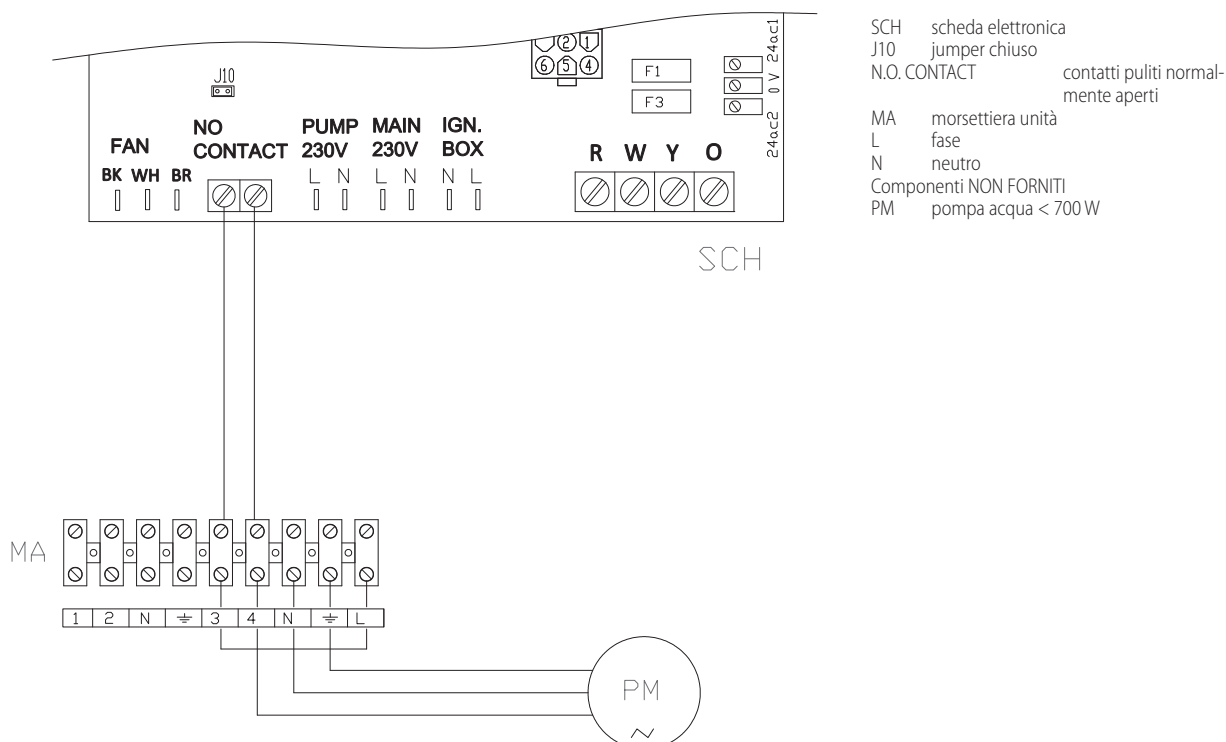 J10
2 1
6 5 4
F1
F3
24ac2 0 V 24ac1
FAN
BK WH BR
NO
CONTACT
PUMP
230V
L N
MAIN
230V
L N
IGN.
BOX
N L
R W Y O
SCH
MA
1 2 N ⏚ 3 4 N ⏚ L
PM
~
SCH scheda elettronica
J10 jumper chiuso
N.O. CONTACT contatti puliti normal-
mente aperti
MA morsettiera unità
L fase
N neutro
Componenti NON FORNITI
PM pompa acqua < 700 W